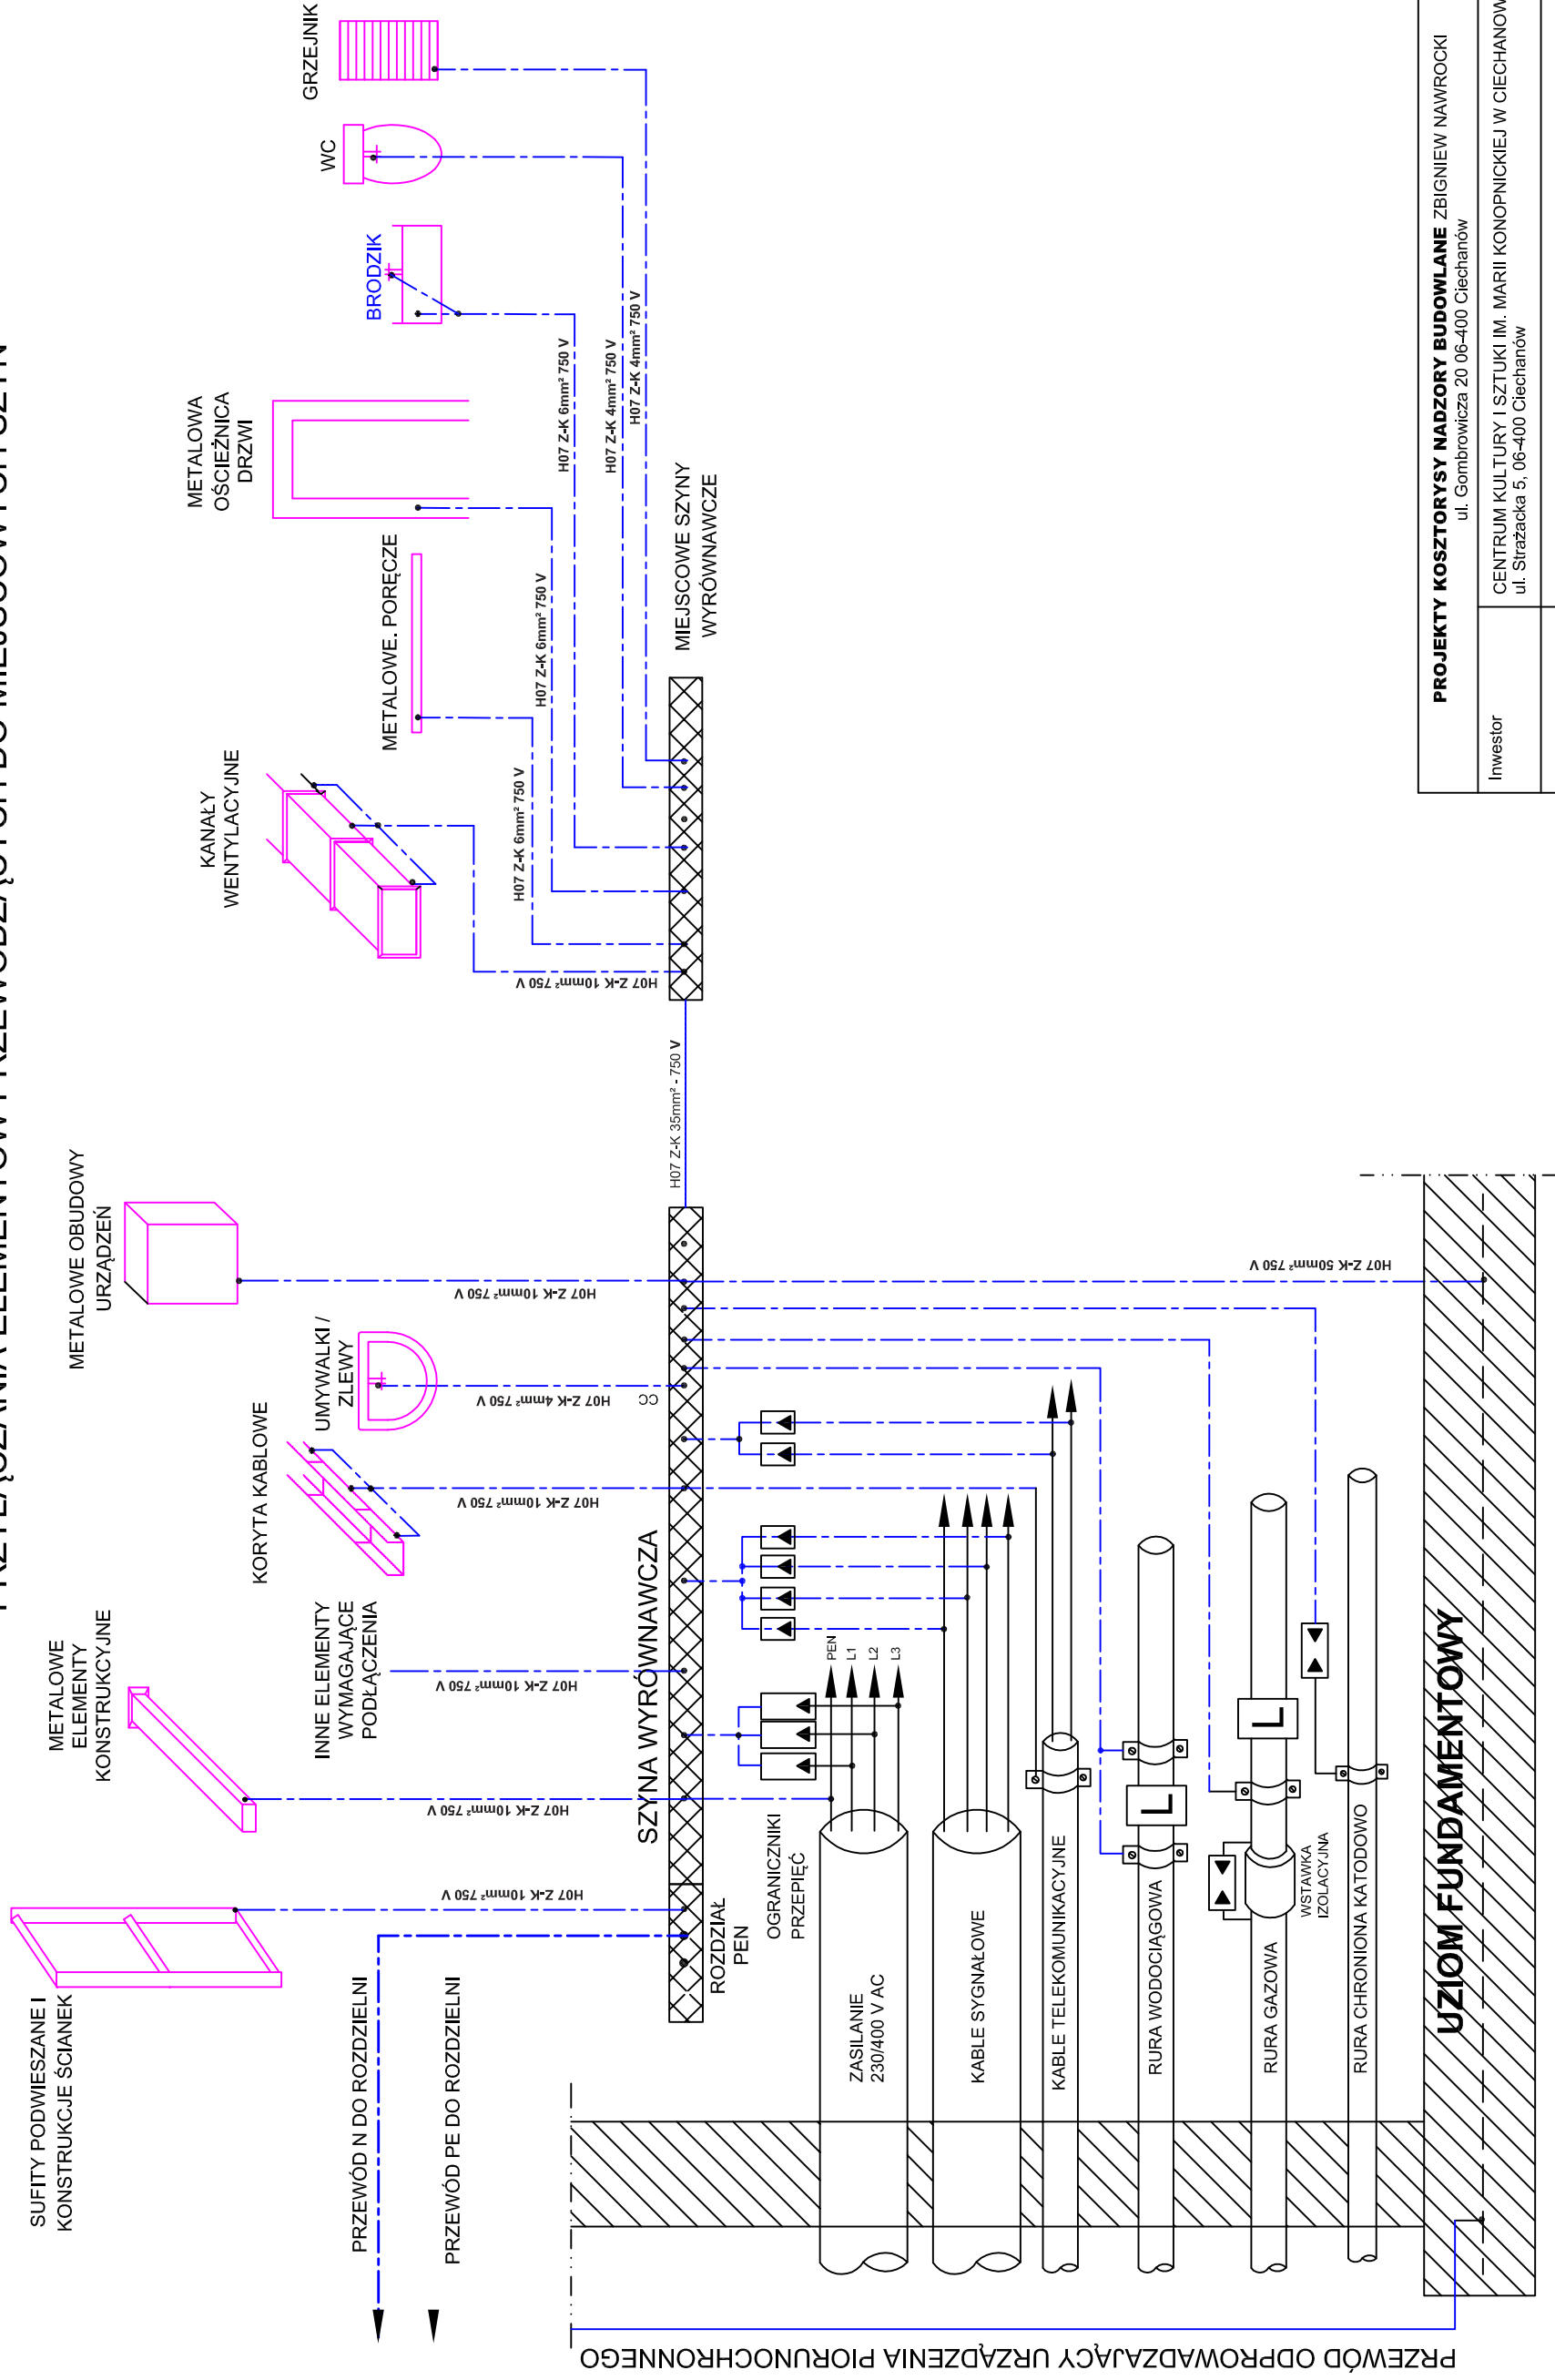 PRZYŁĄCZANIA ELEMENTÓW PRZEWODZĄCYCH DO MIEJSCOWYCH SZYN
SUFITY PODWIESZANE I
KONSTRUKCJE ŚCIANEK
METALOWE
ELEMENTY
KONSTRUKCYJNE
METALOWE OBUDOWY
URZĄDZEŃ
KANAŁY
WENTYLACYJNE
METALOWA
OŚCIEŻNICA
DRZWI
BRODZIK
WC
GRZEJNIK
INNE ELEMENTY
WYMAGAJĄCE
PODŁĄCZENIA
KORYTA KABLOWE
UMYWALKI /
ZLEWY
METALOWE. PORĘCZE
PRZEWÓD N DO ROZDZIELNI
PRZEWÓD PE DO ROZDZIELNI
H07 Z-K 10mm² 750 V
H07 Z-K 10mm² 750 V
H07 Z-K 10mm² 750 V
H07 Z-K 10mm² 750 V
H07 Z-K 4mm² 750 V
H07 Z-K 10mm² 750 V
H07 Z-K 10mm² 750 V
H07 Z-K 6mm² 750 V
H07 Z-K 6mm² 750 V
H07 Z-K 6mm² 750 V
H07 Z-K 4mm² 750 V
H07 Z-K 4mm² 750 V
SZYNA WYRÓWNAWCZA
CC
H07 Z-K 35mm² - 750 V
MIEJSCOWE SZYNY
WYRÓWNAWCZE
ROZDZIAŁ
PEN
OGRANICZNIKI
PRZEPIĘĆ
PEN
L1
L2
L3
ZASILANIE
230/400 V AC
KABLE SYGNAŁOWE
KABLE TELEKOMUNIKACYJNE
RURA WODOCIĄGOWA
L
RURA GAZOWA
L
WSTAWKA
IZOLACYJNA
RURA CHRONIONA KATODOWO
H07 Z-K 50mm² 750 V
UZIOM FUNDAMENTOWY
PRZEWÓD ODPROWADZAJĄCY URZĄDZENIA PIORUNOCHRONNEGO
PROJEKTY KOSZTORYSY NADZORY BUDOWLANE ZBIGNIEW NAWROCKI
ul. Gombrowicza 20 06-400 Ciechanów
Inwestor
CENTRUM KULTURY I SZTUKI IM. MARII KONOPNICKIEJ W CIECHANOW
ul. Strażacka 5, 06-400 Ciechanów